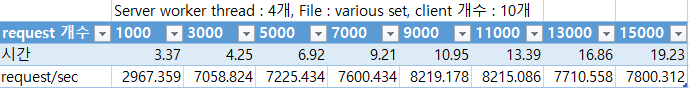 Server worker thread : 4개, File : various set, client 개수 : 10개
request 개수 1000 3000 5000 7000 9000 11000 13000 15000
시간 3.37 4.25 6.92 9.21 10.95 13.39 16.86 19.23
request/sec 2967.359 7058.824 7225.434 7600.434 8219.178 8215.086 7710.558 7800.312